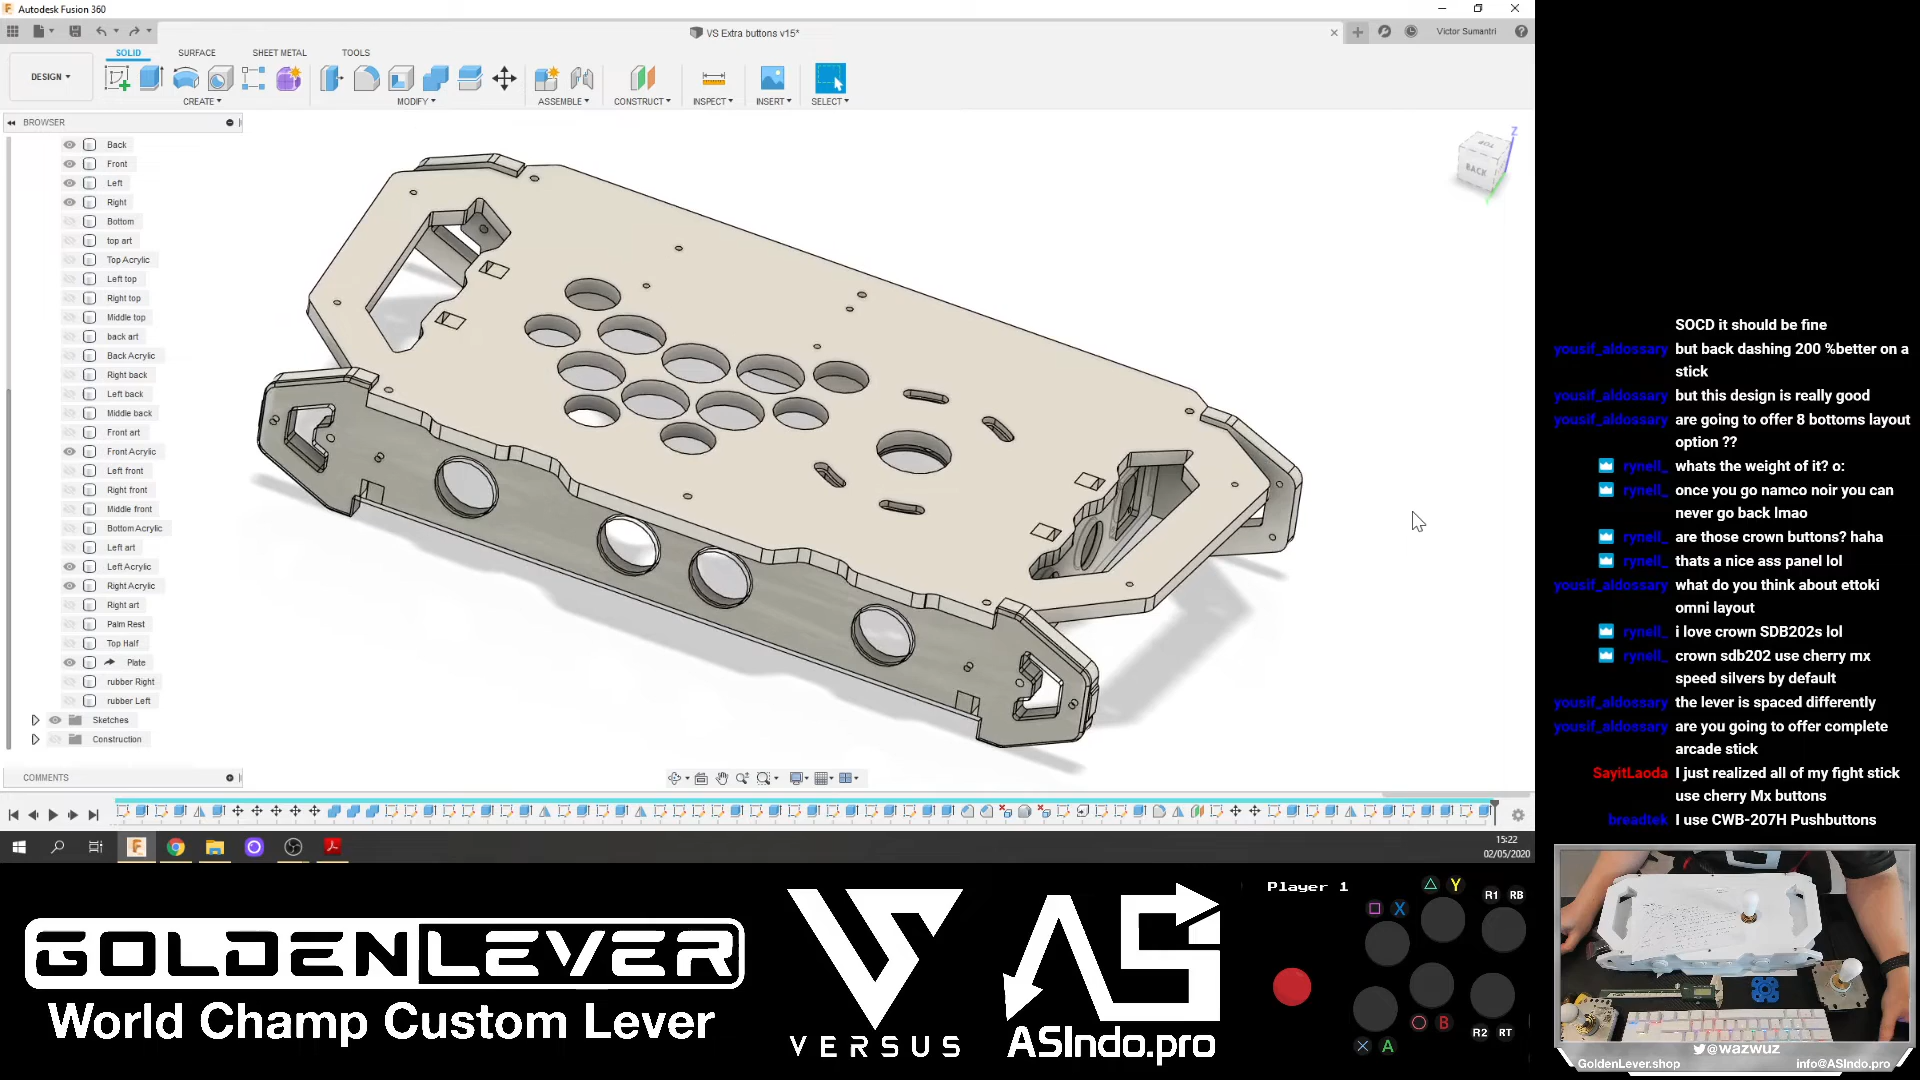 Autodesk Fusion 360
VS Extra buttons v15*
Victor Sumantri
SOLID
SURFACE
SHEET METAL
TOOLS
DESIGN
CREATE
MODIFY
ASSEMBLE
CONSTRUCT
INSPECT
INSERT
SELECT
BROWSER
Back
Front
Left
Right
Bottom
top art
Top Acrylic
Left top
Right top
Middle top
back art
Back Acrylic
Right back
Left back
Middle back
Front art
Front Acrylic
Left front
Right front
Middle front
Bottom Acrylic
Left art
Left Acrylic
Right Acrylic
Right art
Palm Rest
Top Half
Plate
rubber Right
rubber Left
Sketches
Construction
COMMENTS
TOP
BACK
Z
Y
15:22
02/05/2020
SOCD it should be fine
yousif_aldossary but back dashing 200 %better on a
stick
yousif_aldossary but this design is really good
yousif_aldossary are going to offer 8 bottoms layout
option ??
rynell_ whats the weight of it? o:
rynell_ once you go namco noir you can
never go back lmao
rynell_ are those crown buttons? haha
rynell_ thats a nice ass panel lol
yousif_aldossary what do you think about ettoki
omni layout
rynell_ i love crown SDB202s lol
rynell_ crown sdb202 use cherry mx
speed silvers by default
yousif_aldossary the lever is spaced differently
yousif_aldossary are you going to offer complete
arcade stick
SayitLaoda I just realized all of my fight stick
use cherry Mx buttons
breadtek I use CWB-207H Pushbuttons
GOLDENLEVER
World Champ Custom Lever
VS
VERSUS
AS
ASIndo.pro
Player 1
△ Y
R1 RB
□ X
○ B
R2 RT
X A
@wazwuz
GoldenLever.shop
info@ASIndo.pro